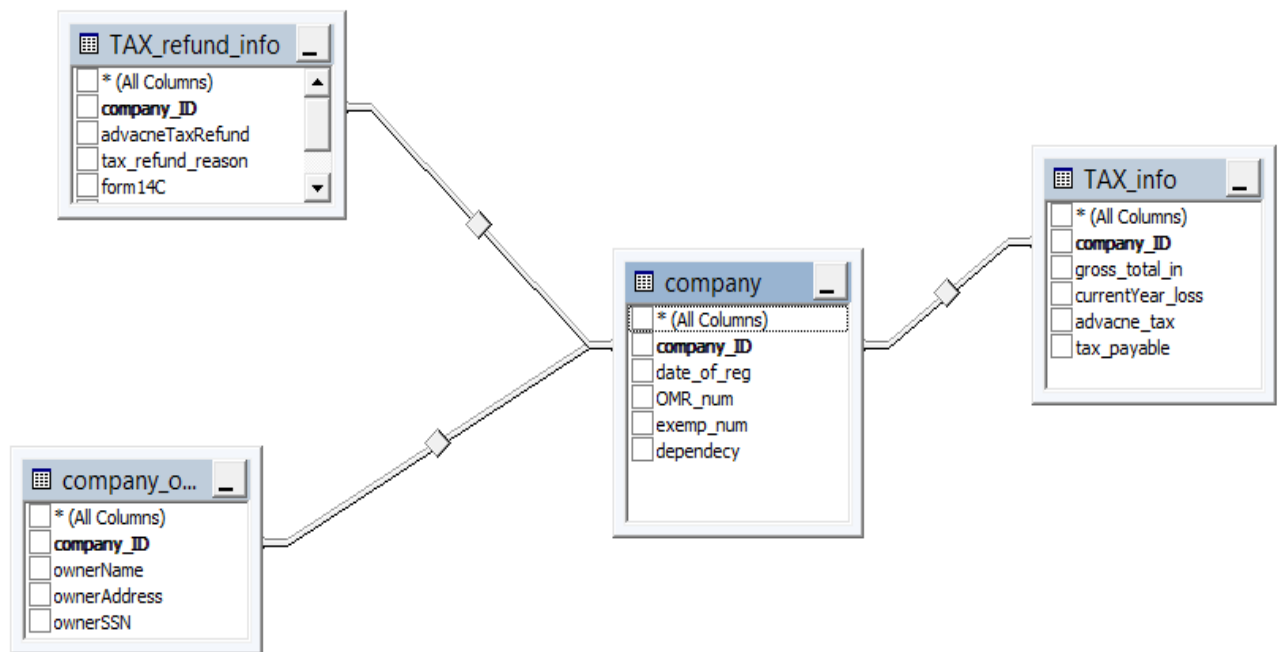 TAX_refund_info
* (All Columns)
company_ID
advacneTaxRefund
tax_refund_reason
form14C
TAX_info
* (All Columns)
company_ID
gross_total_in
currentYear_loss
advacne_tax
tax_payable
company
* (All Columns)
company_ID
date_of_reg
OMR_num
exemp_num
dependecy
company_o...
* (All Columns)
company_ID
ownerName
ownerAddress
ownerSSN